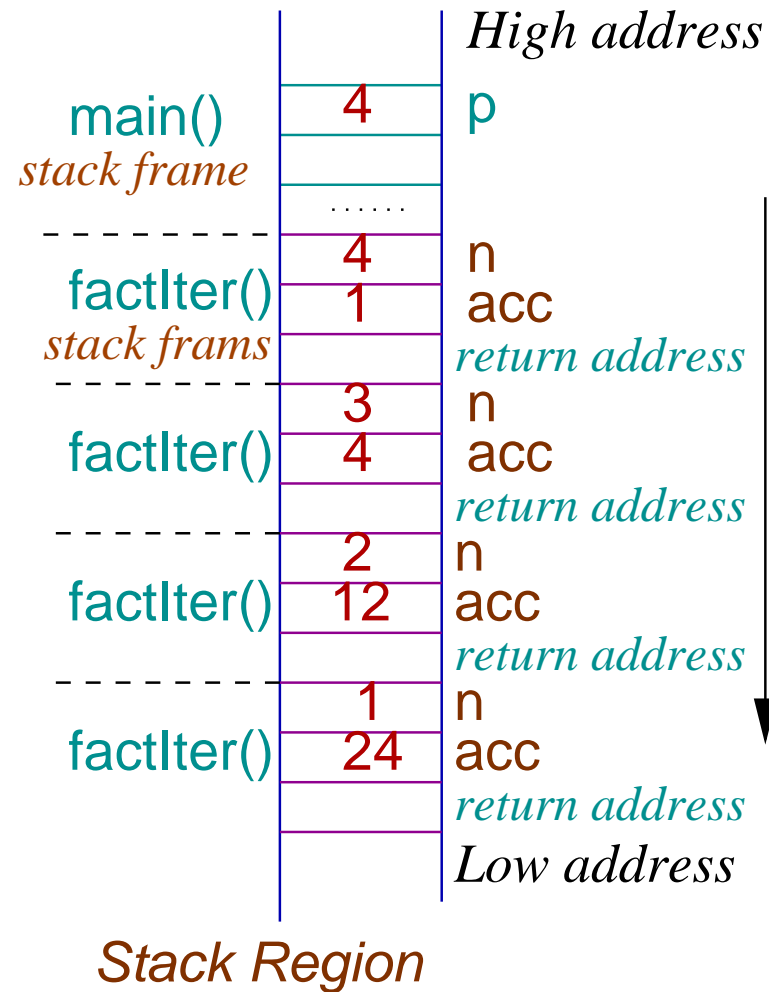 High address
main() 4 p
stack frame
......
4 n
factIter() 1 acc
stack frams return address
3 n
factIter() 4 acc
return address
2 n
factIter() 12 acc
return address
1 n
factIter() 24 acc
return address
Low address
Stack Region